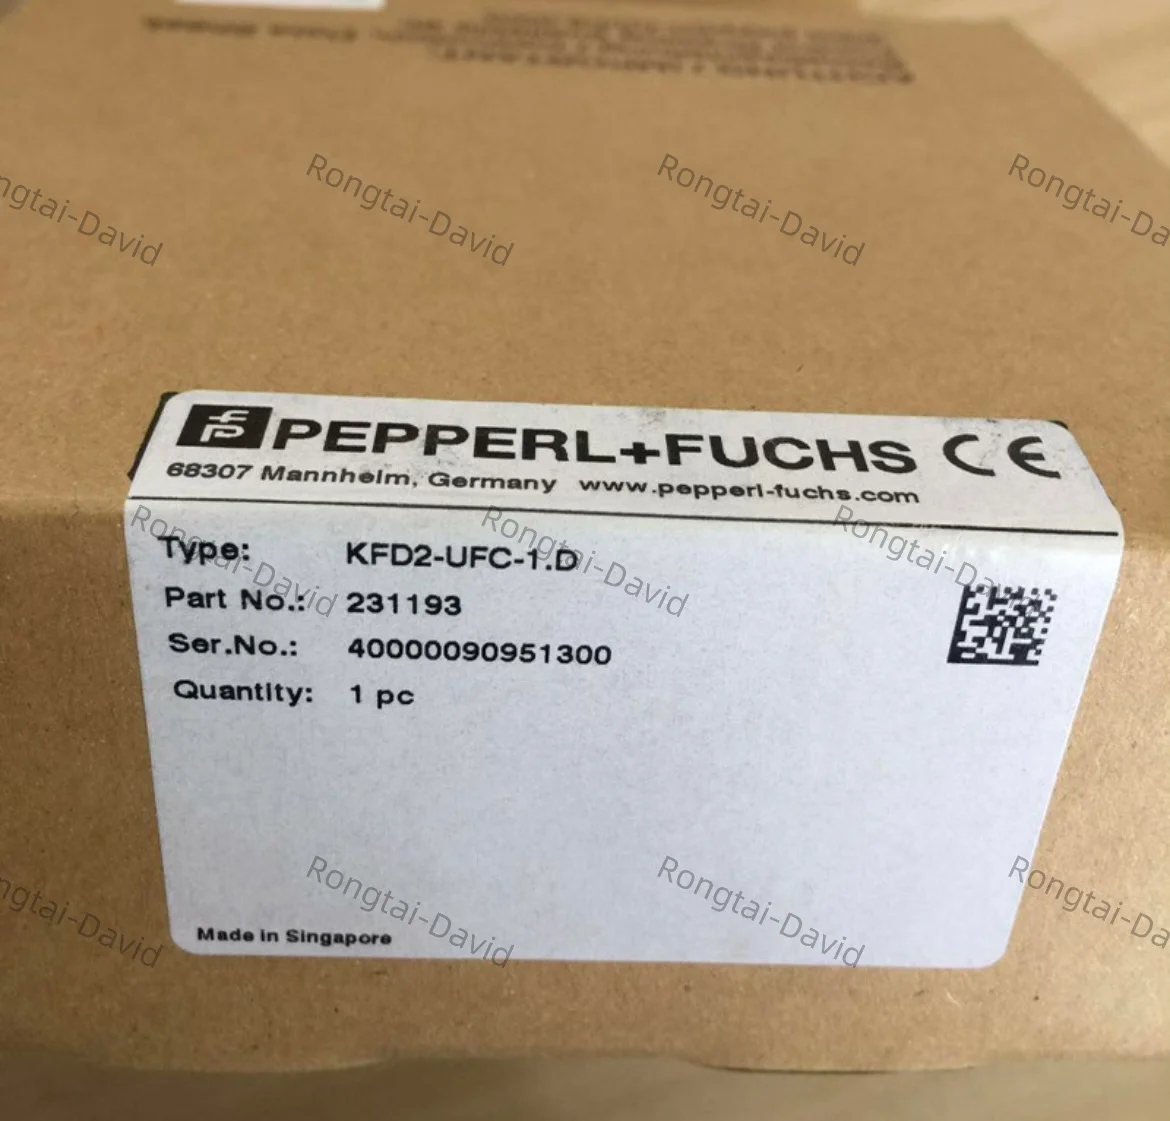 PEPPERL+FUCHS CE
68307 Mannheim, Germany www.pepperl-fuchs.com
Type: KFD2-UFC-1.D
Part No.: 231193
Ser.No.: 40000090951300
Quantity: 1 pc
Made in Singapore
Rongtai-David
Rongtai-David
Rongtai-David
Rongtai-David
Rongtai-David
Rongtai-David
Rongtai-David